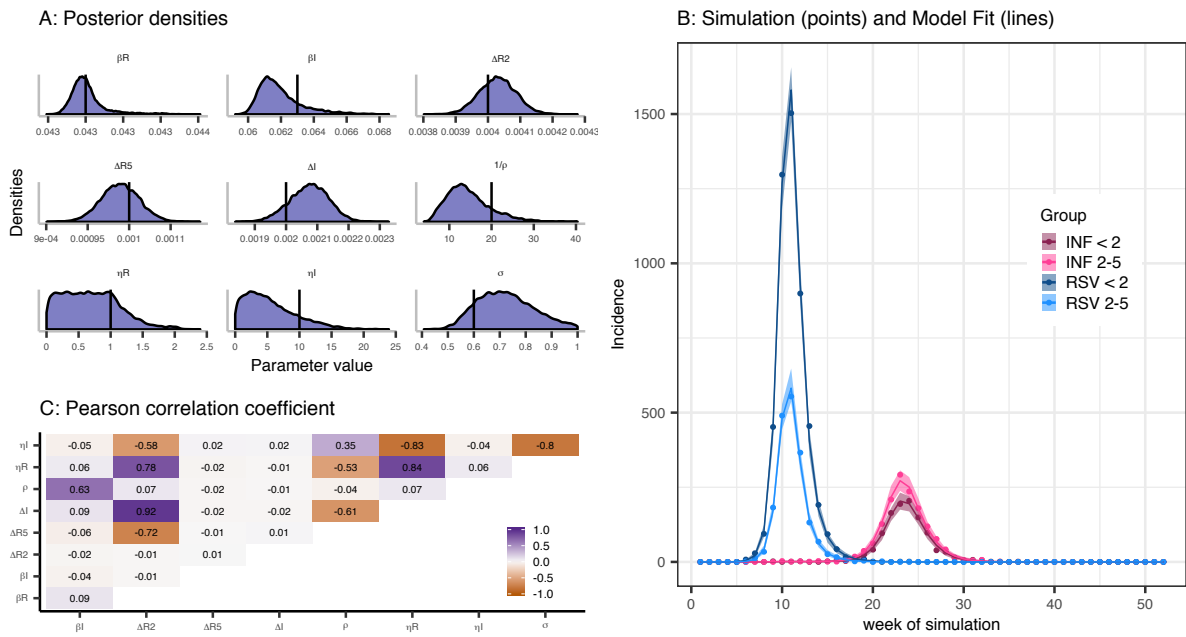 A: Posterior densities
βR βI ΔR2
0.043 0.043 0.043 0.043 0.044 0.06 0.062 0.064 0.066 0.068 0.0038 0.0039 0.004 0.0041 0.0042 0.0043
ΔR5 ΔI 1/ρ
9e-04 0.00095 0.001 0.0011 0.0019 0.002 0.0021 0.0022 0.0023 10 20 30 40
ηR ηI σ
0 0.5 1 1.5 2 2.5 0 5 10 15 20 25 0.4 0.5 0.6 0.7 0.8 0.9 1
Densities
Parameter value
C: Pearson correlation coefficient
ηI -0.05 -0.58 0.02 0.02 0.35 -0.83 -0.04 -0.8
ηR 0.06 0.78 -0.02 -0.01 -0.53 0.84 0.06
ρ 0.63 0.07 -0.02 -0.01 -0.04 0.07
ΔI 0.09 0.92 -0.02 -0.02 -0.61
ΔR5 -0.06 -0.72 -0.01 0.01
ΔR2 -0.02 -0.01 0.01
βI -0.04 -0.01
βR 0.09
βI ΔR2 ΔR5 ΔI ρ ηR ηI σ
1.0
0.5
0.0
-0.5
-1.0
B: Simulation (points) and Model Fit (lines)
1500
1000
500
0
Incidence
0 10 20 30 40 50
week of simulation
Group
INF < 2
INF 2-5
RSV < 2
RSV 2-5